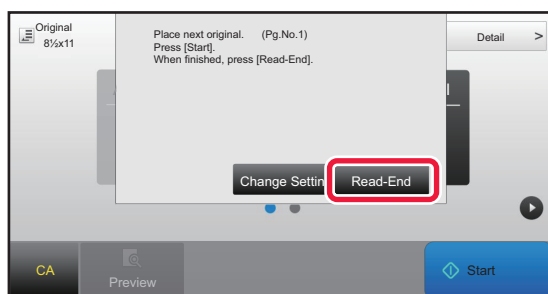 Original
8½x11
Place next original. (Pg.No.1)
Press [Start].
When finished, press [Read-End].
Detail >
Change Settin
Read-End
CA
Preview
Start